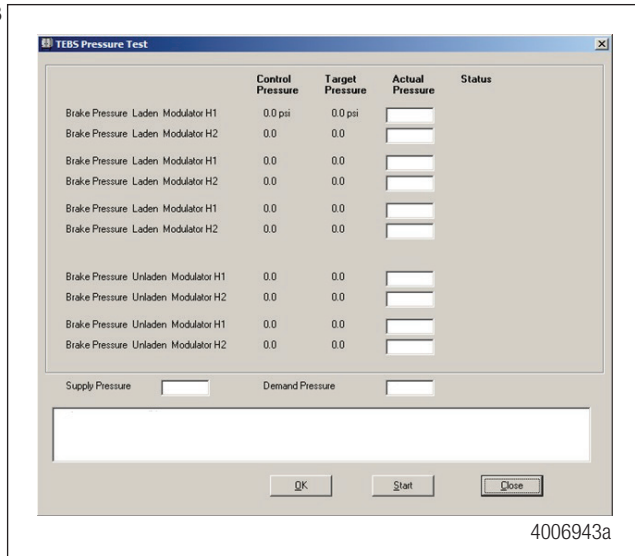 TEBS Pressure Test
Control Pressure Target Pressure Actual Pressure Status
Brake Pressure Laden Modulator H1 0.0 psi 0.0 psi
Brake Pressure Laden Modulator H2 0.0 0.0
Brake Pressure Laden Modulator H1 0.0 0.0
Brake Pressure Laden Modulator H2 0.0 0.0
Brake Pressure Laden Modulator H1 0.0 0.0
Brake Pressure Laden Modulator H2 0.0 0.0
Brake Pressure Unladen Modulator H1 0.0 0.0
Brake Pressure Unladen Modulator H2 0.0 0.0
Brake Pressure Unladen Modulator H1 0.0 0.0
Brake Pressure Unladen Modulator H2 0.0 0.0
Supply Pressure Demand Pressure
OK Start Close
4006943a